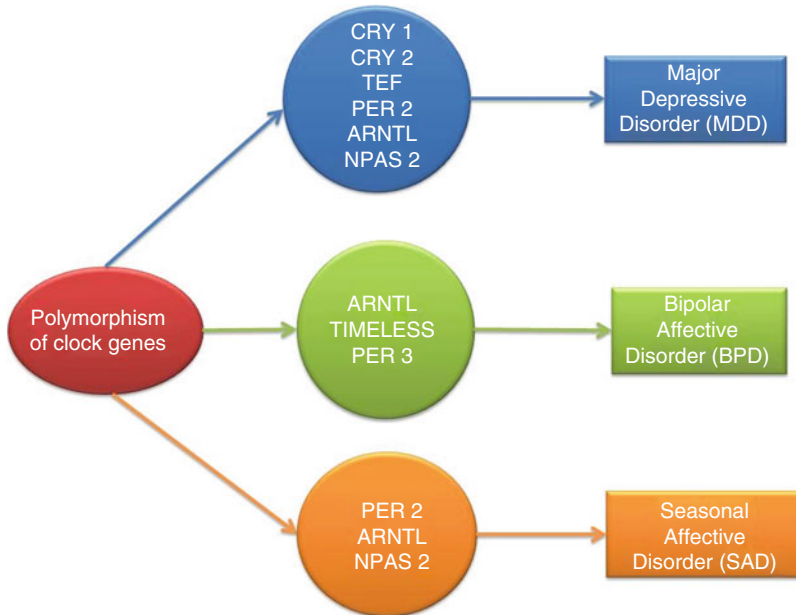 CRY 1
CRY 2
TEF
PER 2
ARNTL
NPAS 2
Major
Depressive
Disorder (MDD)
Polymorphism
of clock genes
ARNTL
TIMELESS
PER 3
Bipolar
Affective
Disorder (BPD)
PER 2
ARNTL
NPAS 2
Seasonal
Affective
Disorder (SAD)